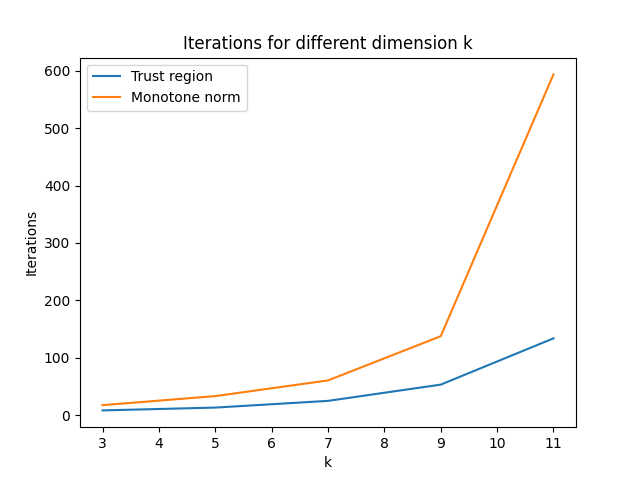 Iterations for different dimension k
Trust region
Monotone norm
Iterations
600
500
400
300
200
100
0
3 4 5 6 7 8 9 10 11
k